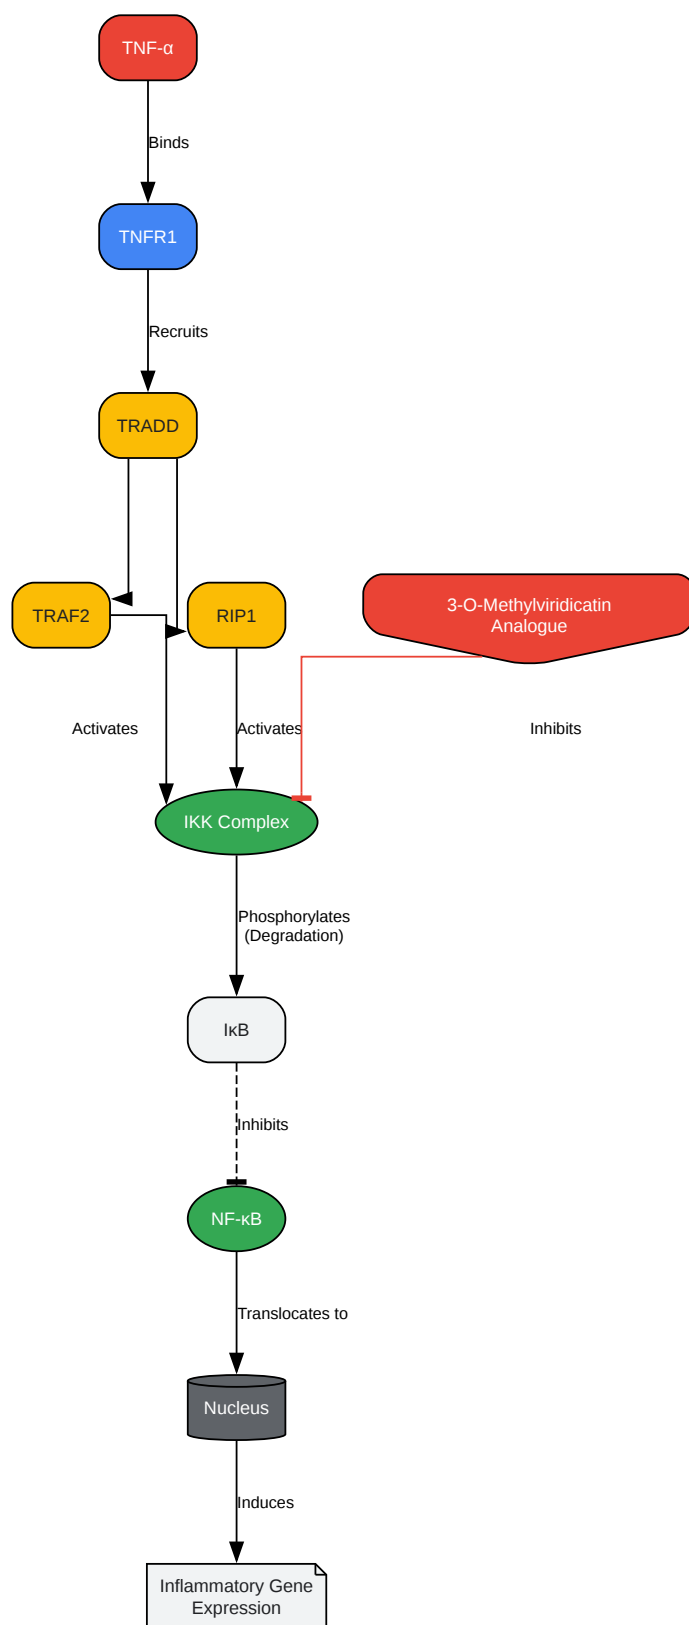 TNF-α
Binds
TNFR1
Recruits
TRADD
TRAF2
RIP1
3-O-Methylviridicatin
Analogue
Activates
Activates
Inhibits
IKK Complex
Phosphorylates
(Degradation)
IκB
Inhibits
NF-κB
Translocates to
Nucleus
Induces
Inflammatory Gene
Expression